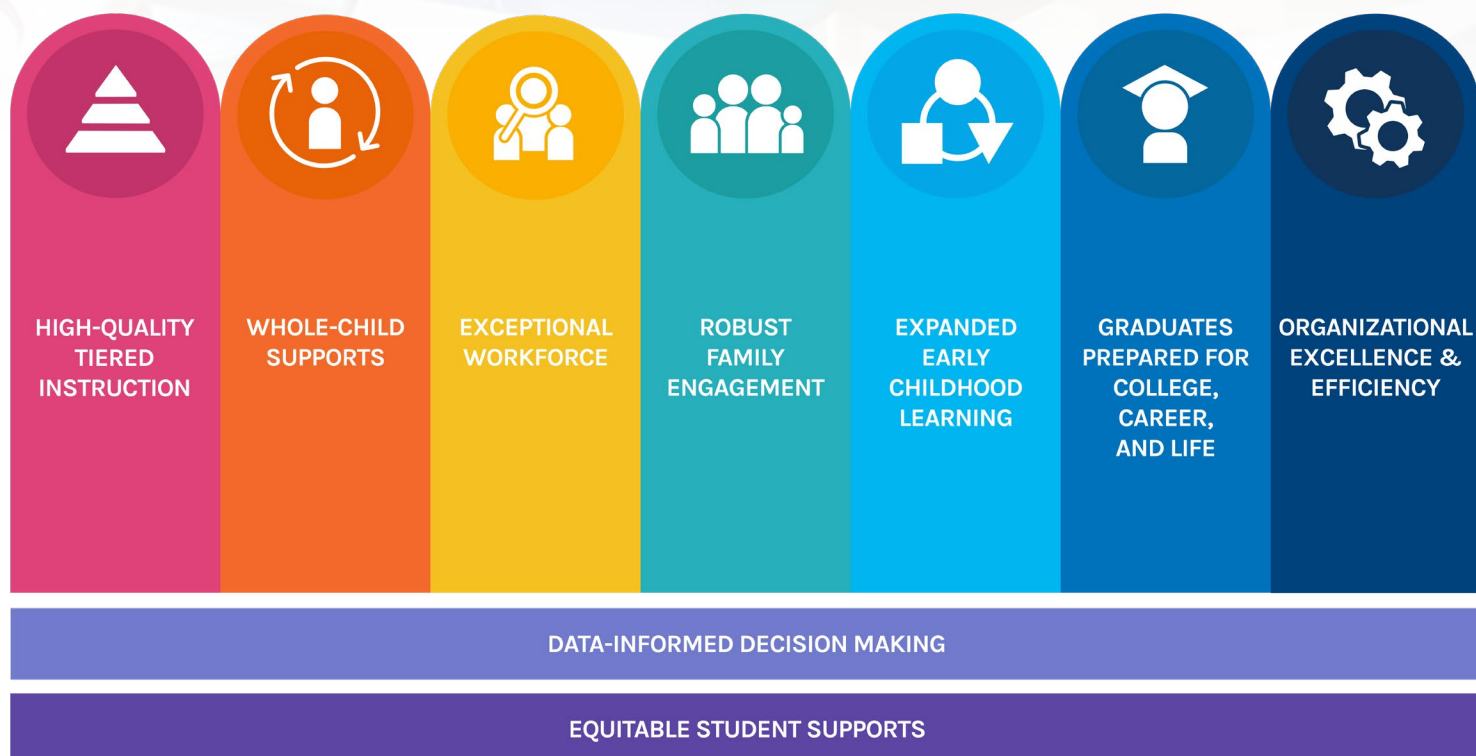 HIGH-QUALITY
TIERED
INSTRUCTION
WHOLE-CHILD
SUPPORTS
EXCEPTIONAL
WORKFORCE
ROBUST
FAMILY
ENGAGEMENT
EXPANDED
EARLY
CHILDHOOD
LEARNING
GRADUATES
PREPARED FOR
COLLEGE,
CAREER,
AND LIFE
ORGANIZATIONAL
EXCELLENCE &
EFFICIENCY
DATA-INFORMED DECISION MAKING
EQUITABLE STUDENT SUPPORTS